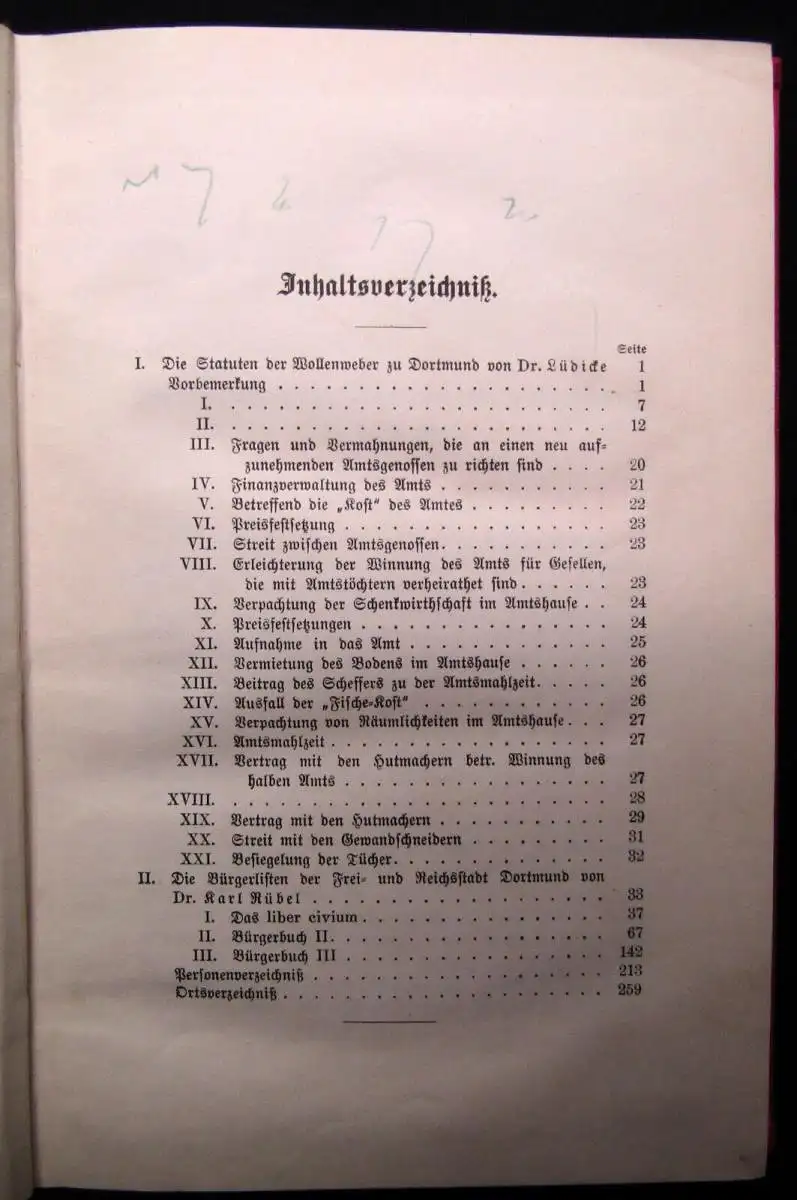 Inhaltsverzeichniß.
Seite
I. Die Statuten der Wollenweber zu Dortmund von Dr. Lüdicke 1
Vorbemerkung . . . . . . . . . . . . . . . . . . . 1
I. . . . . . . . . . . . . . . . . . . . . . . 7
II. . . . . . . . . . . . . . . . . . . . . . . 12
III. Fragen und Vermahnungen, die an einen neu auf-
zunehmenden Amtsgenossen zu richten sind . . . . 20
IV. Finanzverwaltung des Amts . . . . . . . . . . . 21
V. Betreffend die „Kost“ des Amtes . . . . . . . . . 22
VI. Preisfestsetzung . . . . . . . . . . . . . . . . 23
VII. Streit zwischen Amtsgenossen. . . . . . . . . . . 23
VIII. Erleichterung der Winnung des Amts für Gesellen,
die mit Amtstöchtern verheirathet sind . . . . . . 23
IX. Verpachtung der Schenkwirthschaft im Amtshause . . 24
X. Preisfestsetzungen . . . . . . . . . . . . . . . 24
XI. Aufnahme in das Amt . . . . . . . . . . . . . 25
XII. Vermietung des Bodens im Amtshause . . . . . . 26
XIII. Beitrag des Scheffers zu der Amtsmahlzeit. . . . . 26
XIV. Ausfall der „Fische-Kost“ . . . . . . . . . . . . 26
XV. Verpachtung von Räumlichkeiten im Amtshause . . . 27
XVI. Amtsmahlzeit . . . . . . . . . . . . . . . . . 27
XVII. Vertrag mit den Hutmachern betr. Winnung des
halben Amts . . . . . . . . . . . . . . . . . 27
XVIII. . . . . . . . . . . . . . . . . . . . . . . 28
XIX. Vertrag mit den Hutmachern . . . . . . . . . . . 29
XX. Streit mit den Gewandschneidern . . . . . . . . . 31
XXI. Besiegelung der Tücher. . . . . . . . . . . . . . 32
II. Die Bürgerlisten der Frei- und Reichsstadt Dortmund von
Dr. Karl Rübel . . . . . . . . . . . . . . . . . . 33
I. Das liber civium . . . . . . . . . . . . . . . 37
II. Bürgerbuch II. . . . . . . . . . . . . . . . . 67
III. Bürgerbuch III . . . . . . . . . . . . . . . . 142
Personenverzeichniß . . . . . . . . . . . . . . . . . 213
Ortsverzeichniß . . . . . . . . . . . . . . . . . . . 259